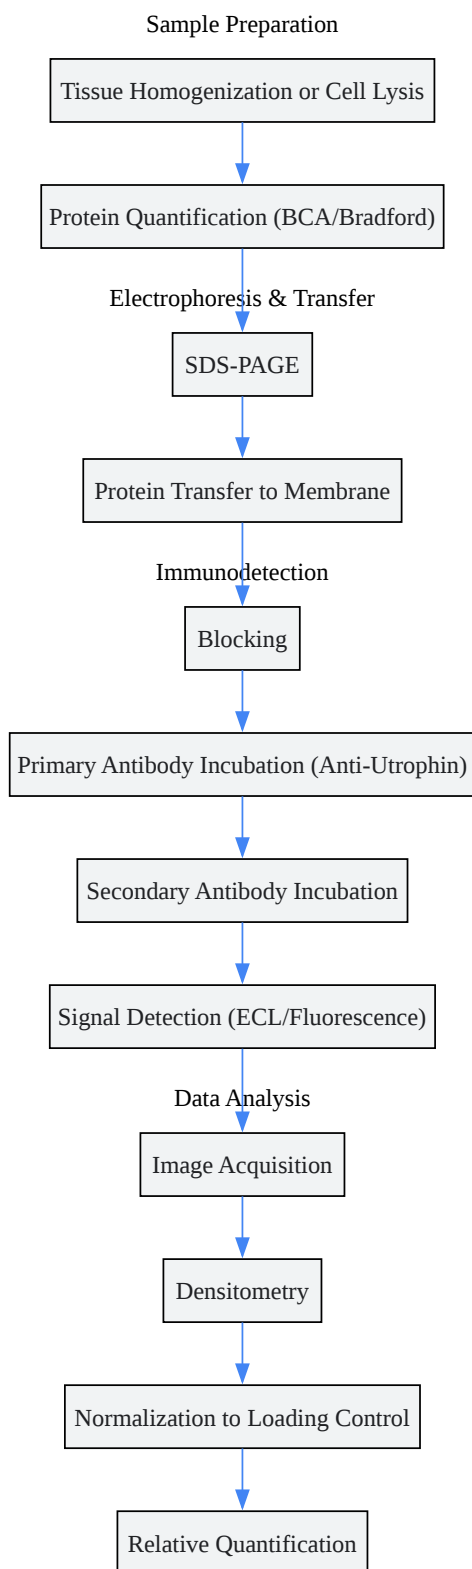 Sample Preparation
Tissue Homogenization or Cell Lysis
Protein Quantification (BCA/Bradford)
Electrophoresis & Transfer
SDS-PAGE
Protein Transfer to Membrane
Immunodetection
Blocking
Primary Antibody Incubation (Anti-Utrophin)
Secondary Antibody Incubation
Signal Detection (ECL/Fluorescence)
Data Analysis
Image Acquisition
Densitometry
Normalization to Loading Control
Relative Quantification